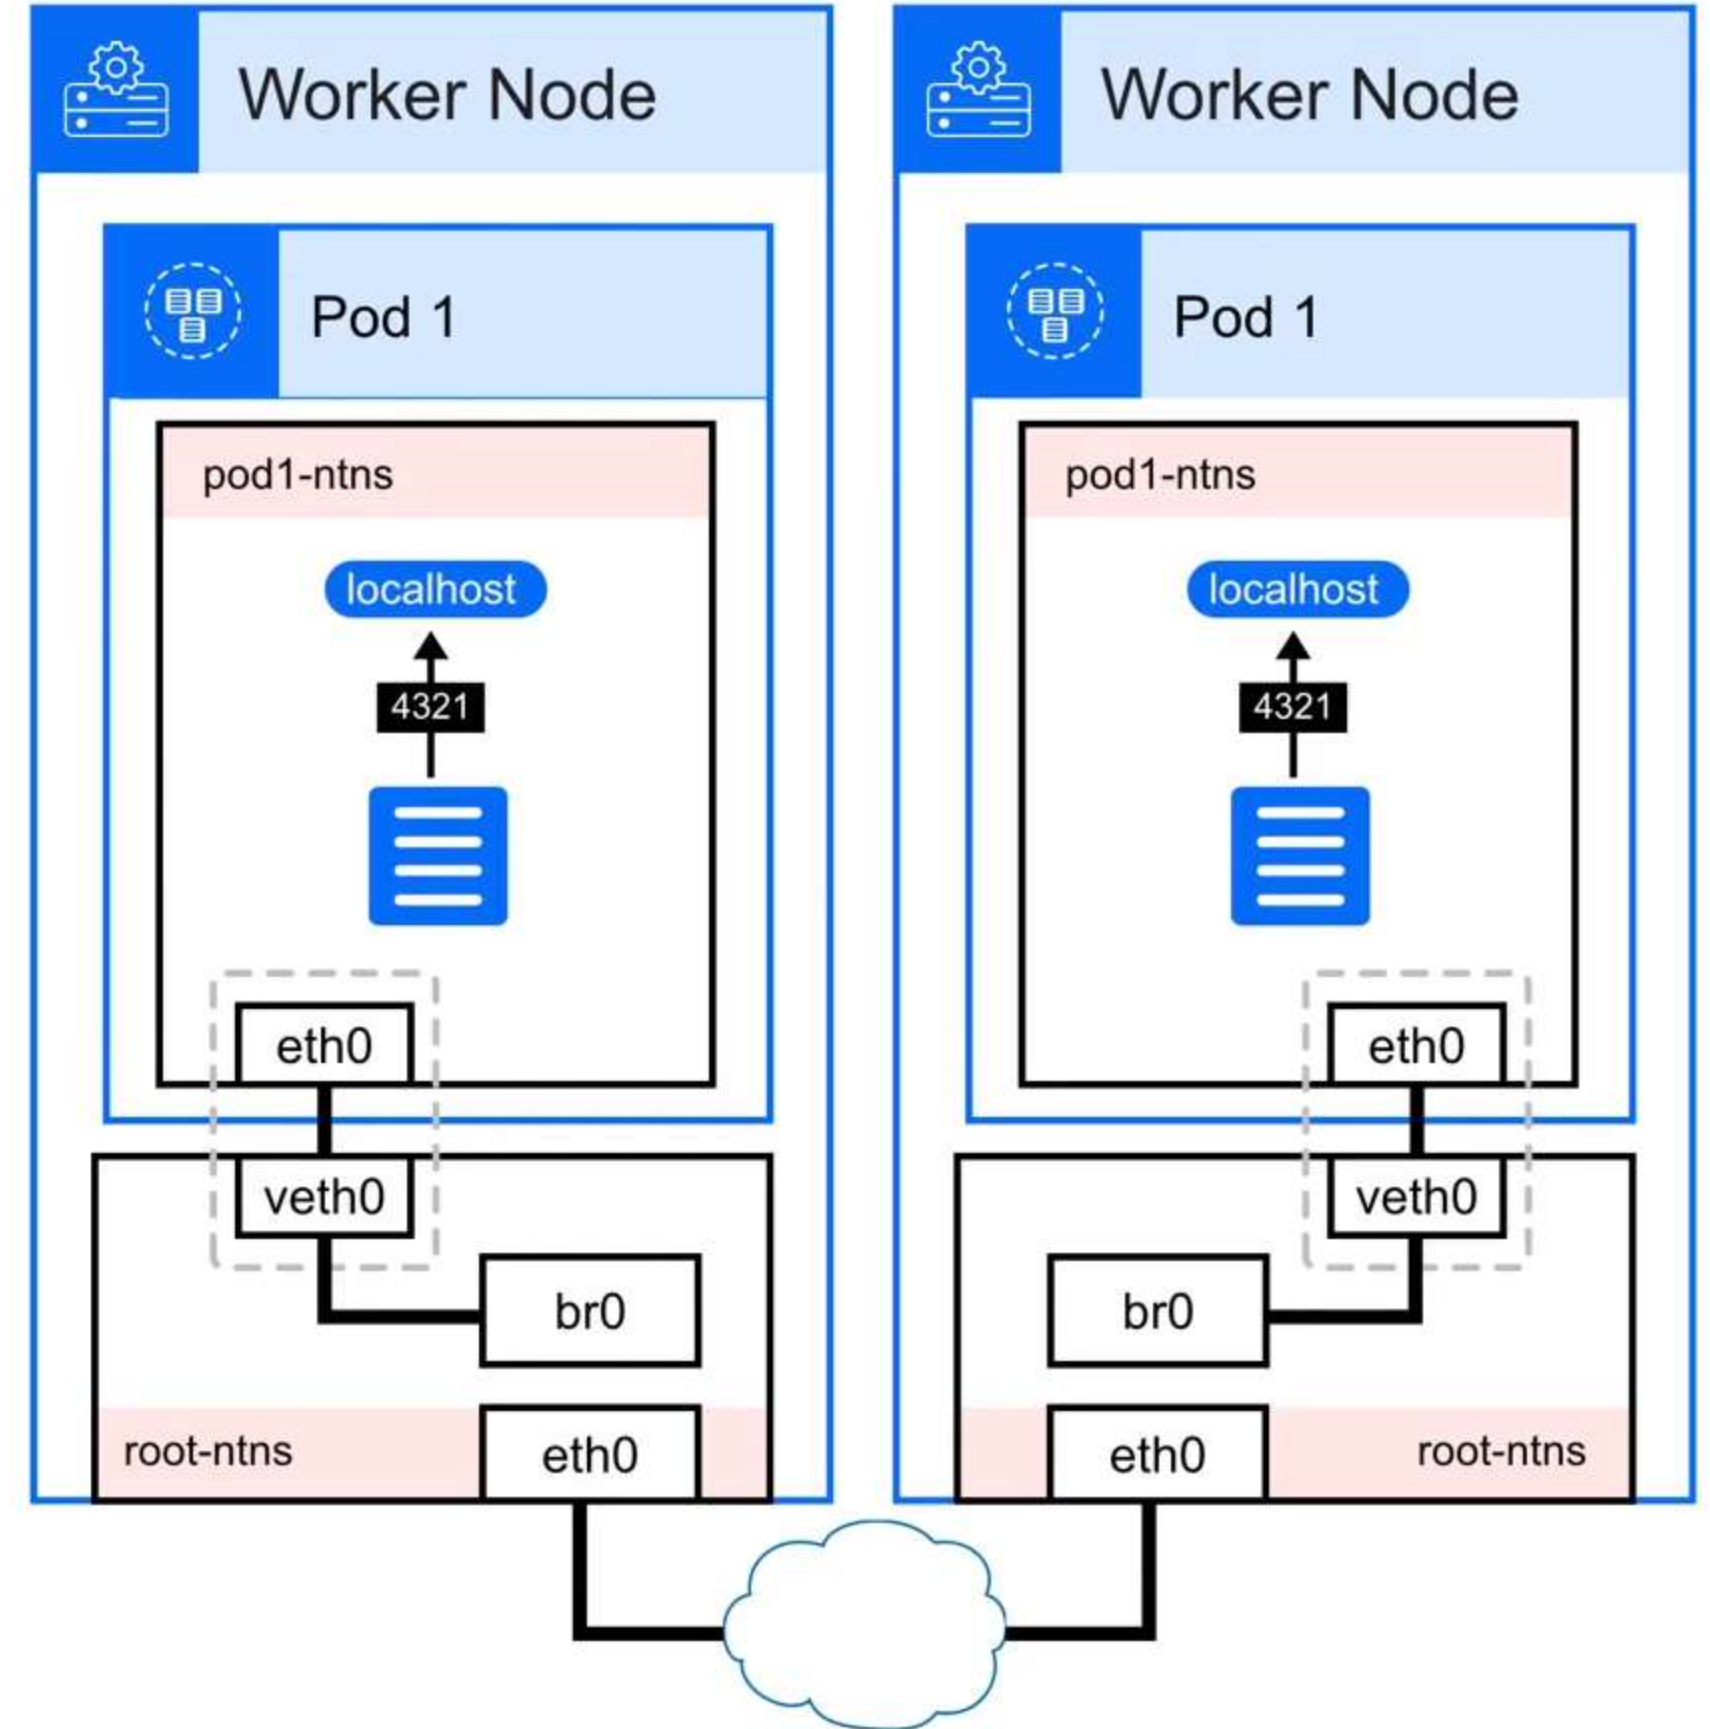 Worker Node
Worker Node
Pod 1
Pod 1
pod1-ntns
pod1-ntns
localhost
localhost
4321
4321
eth0
eth0
veth0
veth0
br0
br0
root-ntns
eth0
eth0
root-ntns